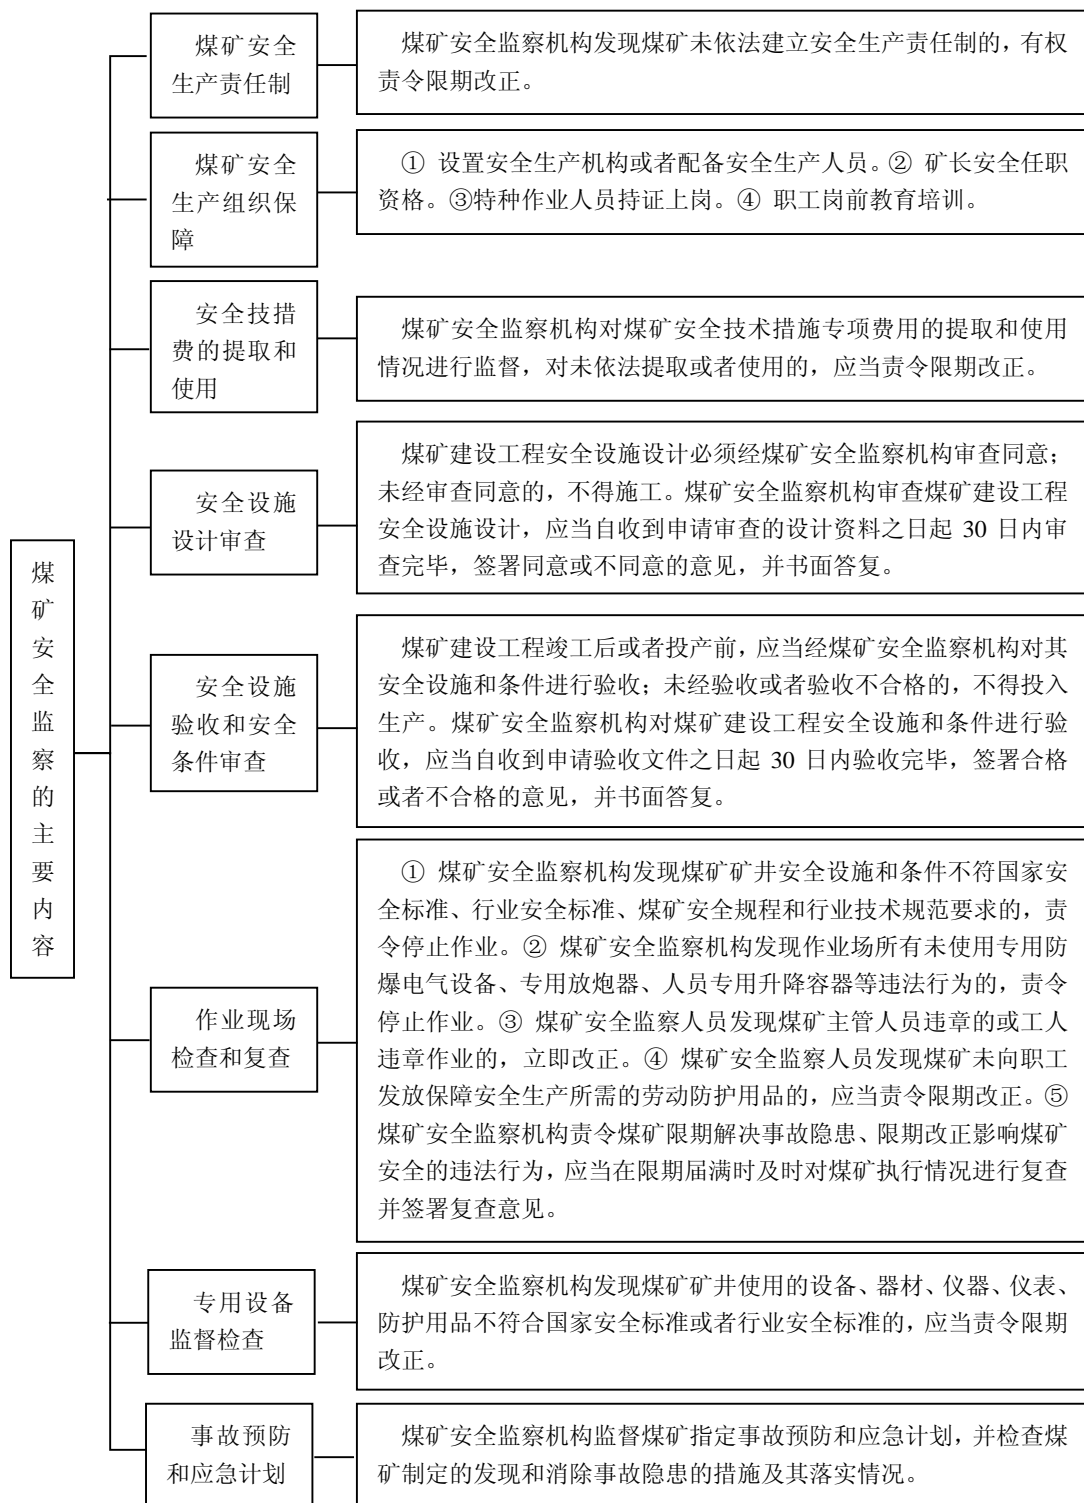 煤矿安全
生产责任制
煤矿安全监察机构发现煤矿未依法建立安全生产责任制的，有权
责令限期改正。
煤矿安全
生产组织保
障
① 设置安全生产机构或者配备安全生产人员。② 矿长安全任职
资格。③特种作业人员持证上岗。④ 职工岗前教育培训。
安全技措
费的提取和
使用
煤矿安全监察机构对煤矿安全技术措施专项费用的提取和使用
情况进行监督，对未依法提取或者使用的，应当责令限期改正。
安全设施
设计审查
煤矿建设工程安全设施设计必须经煤矿安全监察机构审查同意；
未经审查同意的，不得施工。煤矿安全监察机构审查煤矿建设工程
安全设施设计，应当自收到申请审查的设计资料之日起 30 日内审
查完毕，签署同意或不同意的意见，并书面答复。
煤矿安全监察的主要内容
安全设施
验收和安全
条件审查
煤矿建设工程竣工后或者投产前，应当经煤矿安全监察机构对其
安全设施和条件进行验收；未经验收或者验收不合格的，不得投入
生产。煤矿安全监察机构对煤矿建设工程安全设施和条件进行验
收，应当自收到申请验收文件之日起 30 日内验收完毕，签署合格
或者不合格的意见，并书面答复。
作业现场
检查和复查
① 煤矿安全监察机构发现煤矿矿井安全设施和条件不符国家安
全标准、行业安全标准、煤矿安全规程和行业技术规范要求的，责
令停止作业。② 煤矿安全监察机构发现作业场所有未使用专用防
爆电气设备、专用放炮器、人员专用升降容器等违法行为的，责令
停止作业。③ 煤矿安全监察人员发现煤矿主管人员违章的或工人
违章作业的，立即改正。④ 煤矿安全监察人员发现煤矿未向职工
发放保障安全生产所需的劳动防护用品的，应当责令限期改正。⑤
煤矿安全监察机构责令煤矿限期解决事故隐患、限期改正影响煤矿
安全的违法行为，应当在限期届满时及时对煤矿执行情况进行复查
并签署复查意见。
专用设备
监督检查
煤矿安全监察机构发现煤矿矿井使用的设备、器材、仪器、仪表、
防护用品不符合国家安全标准或者行业安全标准的，应当责令限期
改正。
事故预防
和应急计划
煤矿安全监察机构监督煤矿指定事故预防和应急计划，并检查煤
矿制定的发现和消除事故隐患的措施及其落实情况。